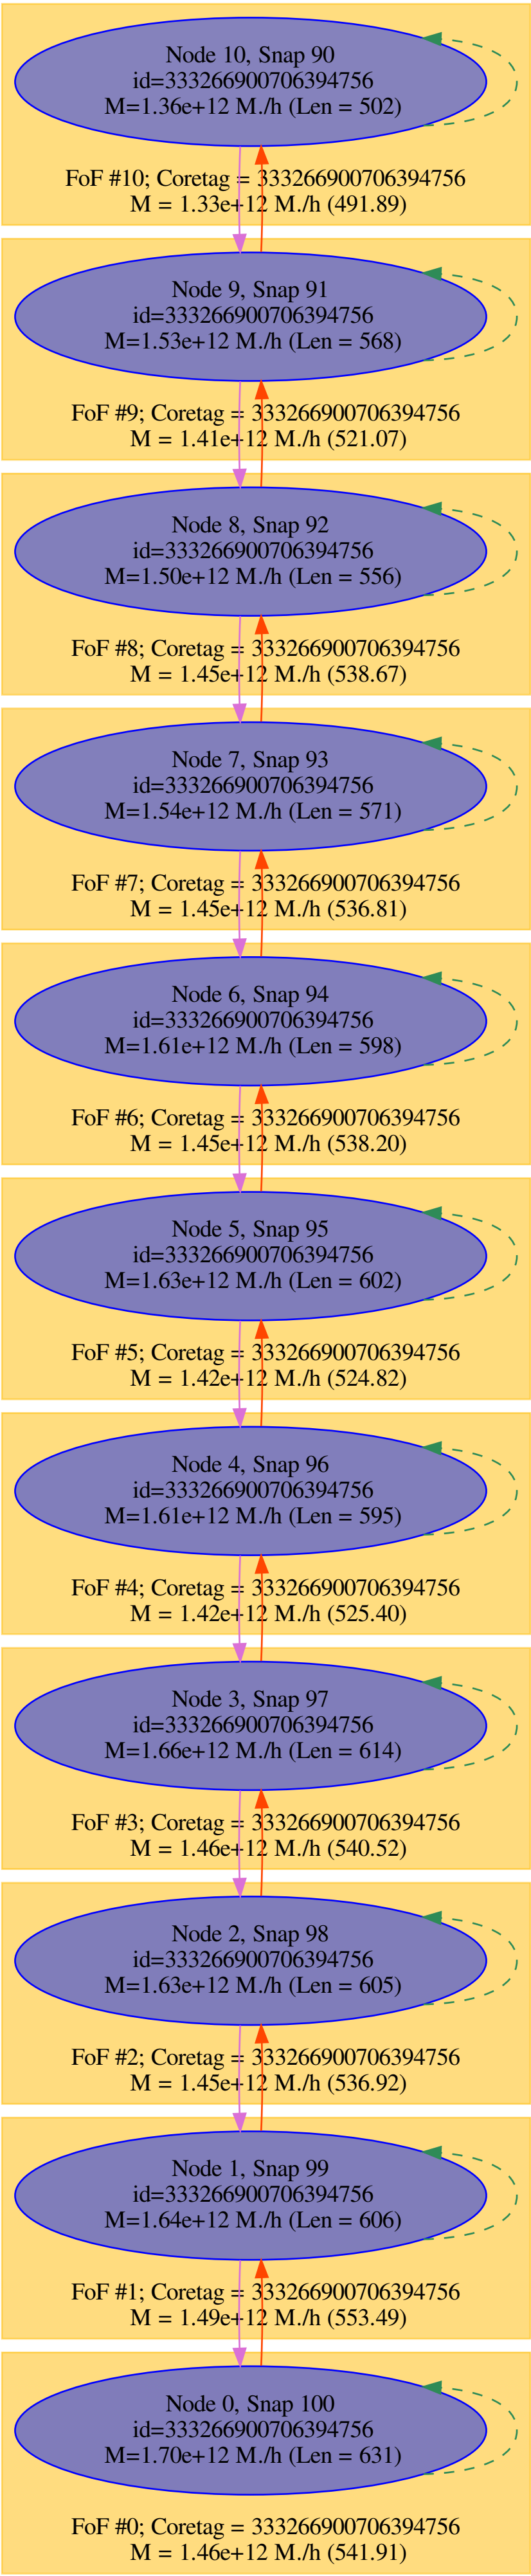 Node 10, Snap 90
id=333266900706394756
M=1.36e+12 M./h (Len = 502)
FoF #10; Coretag = 333266900706394756
M = 1.33e+12 M./h (491.89)
Node 9, Snap 91
id=333266900706394756
M=1.53e+12 M./h (Len = 568)
FoF #9; Coretag = 333266900706394756
M = 1.41e+12 M./h (521.07)
Node 8, Snap 92
id=333266900706394756
M=1.50e+12 M./h (Len = 556)
FoF #8; Coretag = 333266900706394756
M = 1.45e+12 M./h (538.67)
Node 7, Snap 93
id=333266900706394756
M=1.54e+12 M./h (Len = 571)
FoF #7; Coretag = 333266900706394756
M = 1.45e+12 M./h (536.81)
Node 6, Snap 94
id=333266900706394756
M=1.61e+12 M./h (Len = 598)
FoF #6; Coretag = 333266900706394756
M = 1.45e+12 M./h (538.20)
Node 5, Snap 95
id=333266900706394756
M=1.63e+12 M./h (Len = 602)
FoF #5; Coretag = 333266900706394756
M = 1.42e+12 M./h (524.82)
Node 4, Snap 96
id=333266900706394756
M=1.61e+12 M./h (Len = 595)
FoF #4; Coretag = 333266900706394756
M = 1.42e+12 M./h (525.40)
Node 3, Snap 97
id=333266900706394756
M=1.66e+12 M./h (Len = 614)
FoF #3; Coretag = 333266900706394756
M = 1.46e+12 M./h (540.52)
Node 2, Snap 98
id=333266900706394756
M=1.63e+12 M./h (Len = 605)
FoF #2; Coretag = 333266900706394756
M = 1.45e+12 M./h (536.92)
Node 1, Snap 99
id=333266900706394756
M=1.64e+12 M./h (Len = 606)
FoF #1; Coretag = 333266900706394756
M = 1.49e+12 M./h (553.49)
Node 0, Snap 100
id=333266900706394756
M=1.70e+12 M./h (Len = 631)
FoF #0; Coretag = 333266900706394756
M = 1.46e+12 M./h (541.91)